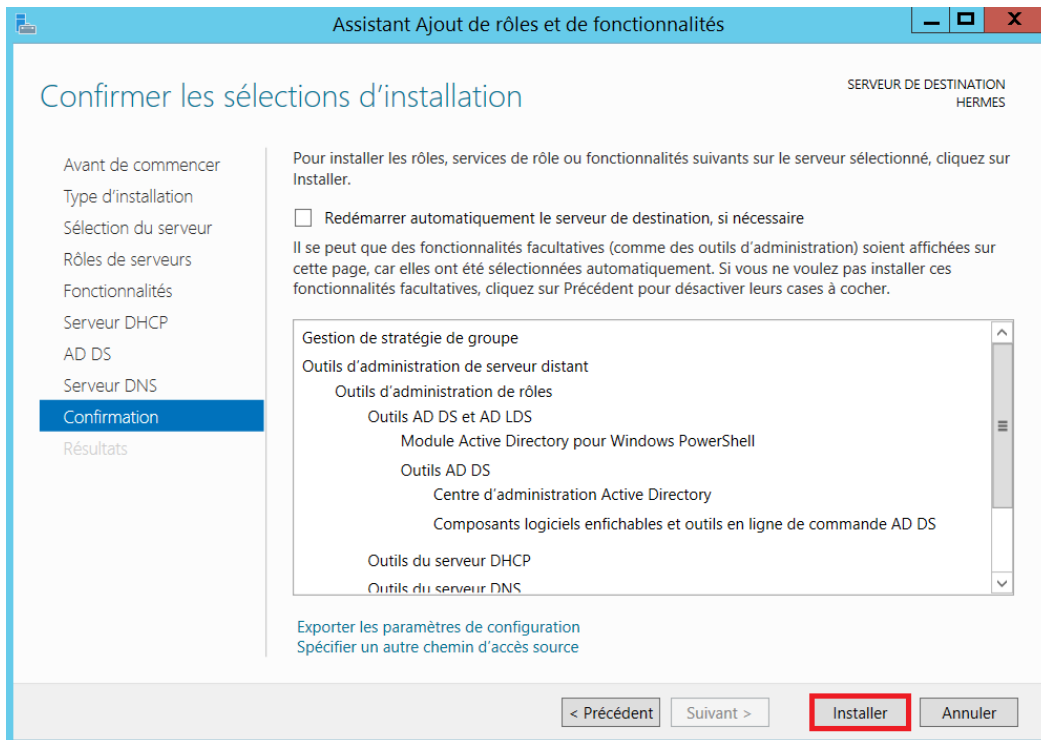 Assistant Ajout de rôles et de fonctionnalités
Confirmer les sélections d'installation
SERVEUR DE DESTINATION
HERMES
Avant de commencer
Type d'installation
Sélection du serveur
Rôles de serveurs
Fonctionnalités
Serveur DHCP
AD DS
Serveur DNS
Confirmation
Résultats
Pour installer les rôles, services de rôle ou fonctionnalités suivants sur le serveur sélectionné, cliquez sur
Installer.
Redémarrer automatiquement le serveur de destination, si nécessaire
Il se peut que des fonctionnalités facultatives (comme des outils d'administration) soient affichées sur
cette page, car elles ont été sélectionnées automatiquement. Si vous ne voulez pas installer ces
fonctionnalités facultatives, cliquez sur Précédent pour désactiver leurs cases à cocher.
Gestion de stratégie de groupe
Outils d'administration de serveur distant
Outils d'administration de rôles
Outils AD DS et AD LDS
Module Active Directory pour Windows PowerShell
Outils AD DS
Centre d'administration Active Directory
Composants logiciels enfichables et outils en ligne de commande AD DS
Outils du serveur DHCP
Outils du serveur DNS
Exporter les paramètres de configuration
Spécifier un autre chemin d'accès source
< Précédent
Suivant >
Installer
Annuler